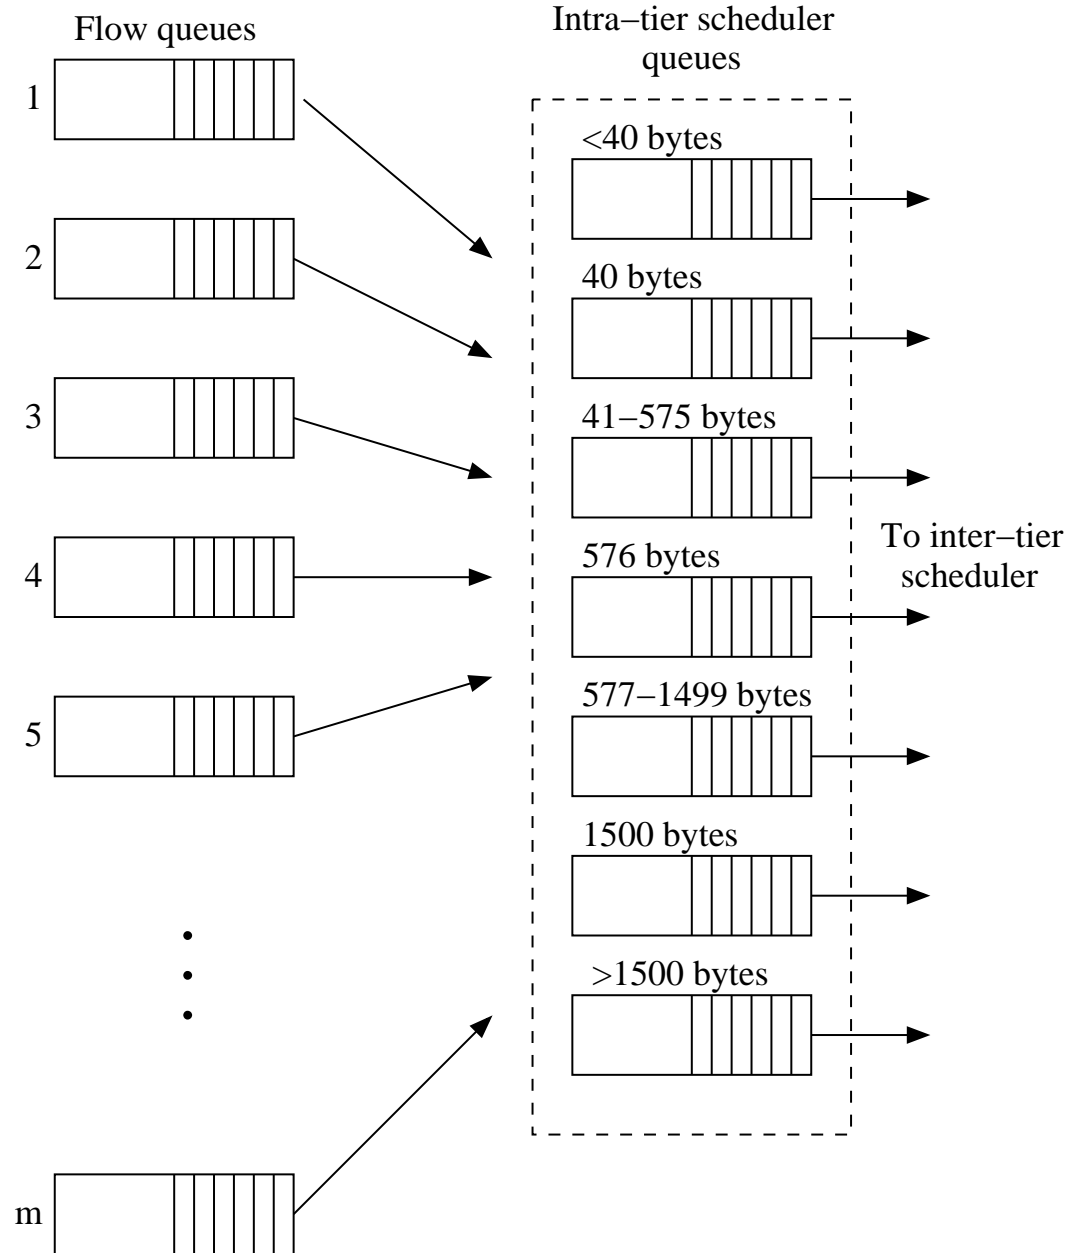 Flow queues
1
2
3
4
5
m
Intra−tier scheduler
queues
<40 bytes
40 bytes
41−575 bytes
576 bytes
577−1499 bytes
1500 bytes
>1500 bytes
To inter−tier
scheduler